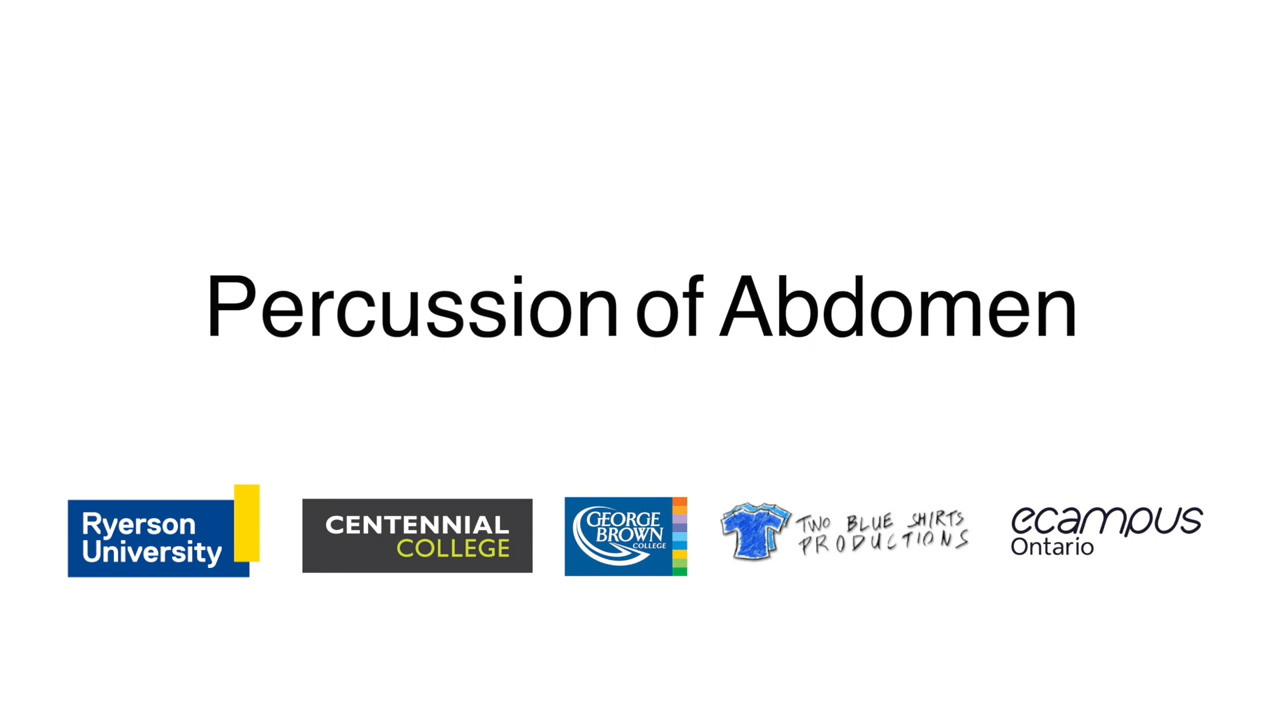 Percussion of Abdomen
Ryerson
University
CENTENNIAL
COLLEGE
GEORGE
BROWN
COLLEGE
TWO BLUE SHIRTS
PRODUCTIONS
ecampus
Ontario